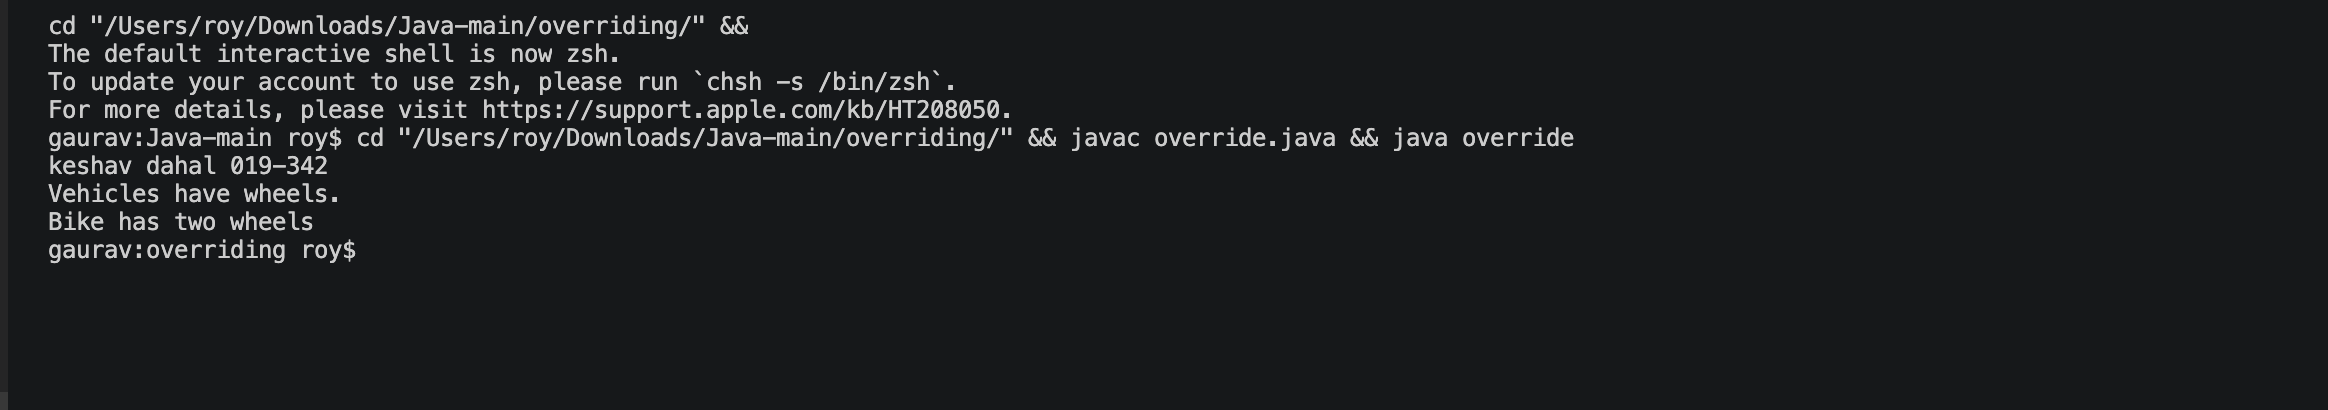 cd "/Users/roy/Downloads/Java-main/overriding/" &&
The default interactive shell is now zsh.
To update your account to use zsh, please run `chsh -s /bin/zsh`.
For more details, please visit https://support.apple.com/kb/HT208050.
gaurav:Java-main roy$ cd "/Users/roy/Downloads/Java-main/overriding/" && javac override.java && java override
keshav dahal 019-342
Vehicles have wheels.
Bike has two wheels
gaurav:overriding roy$